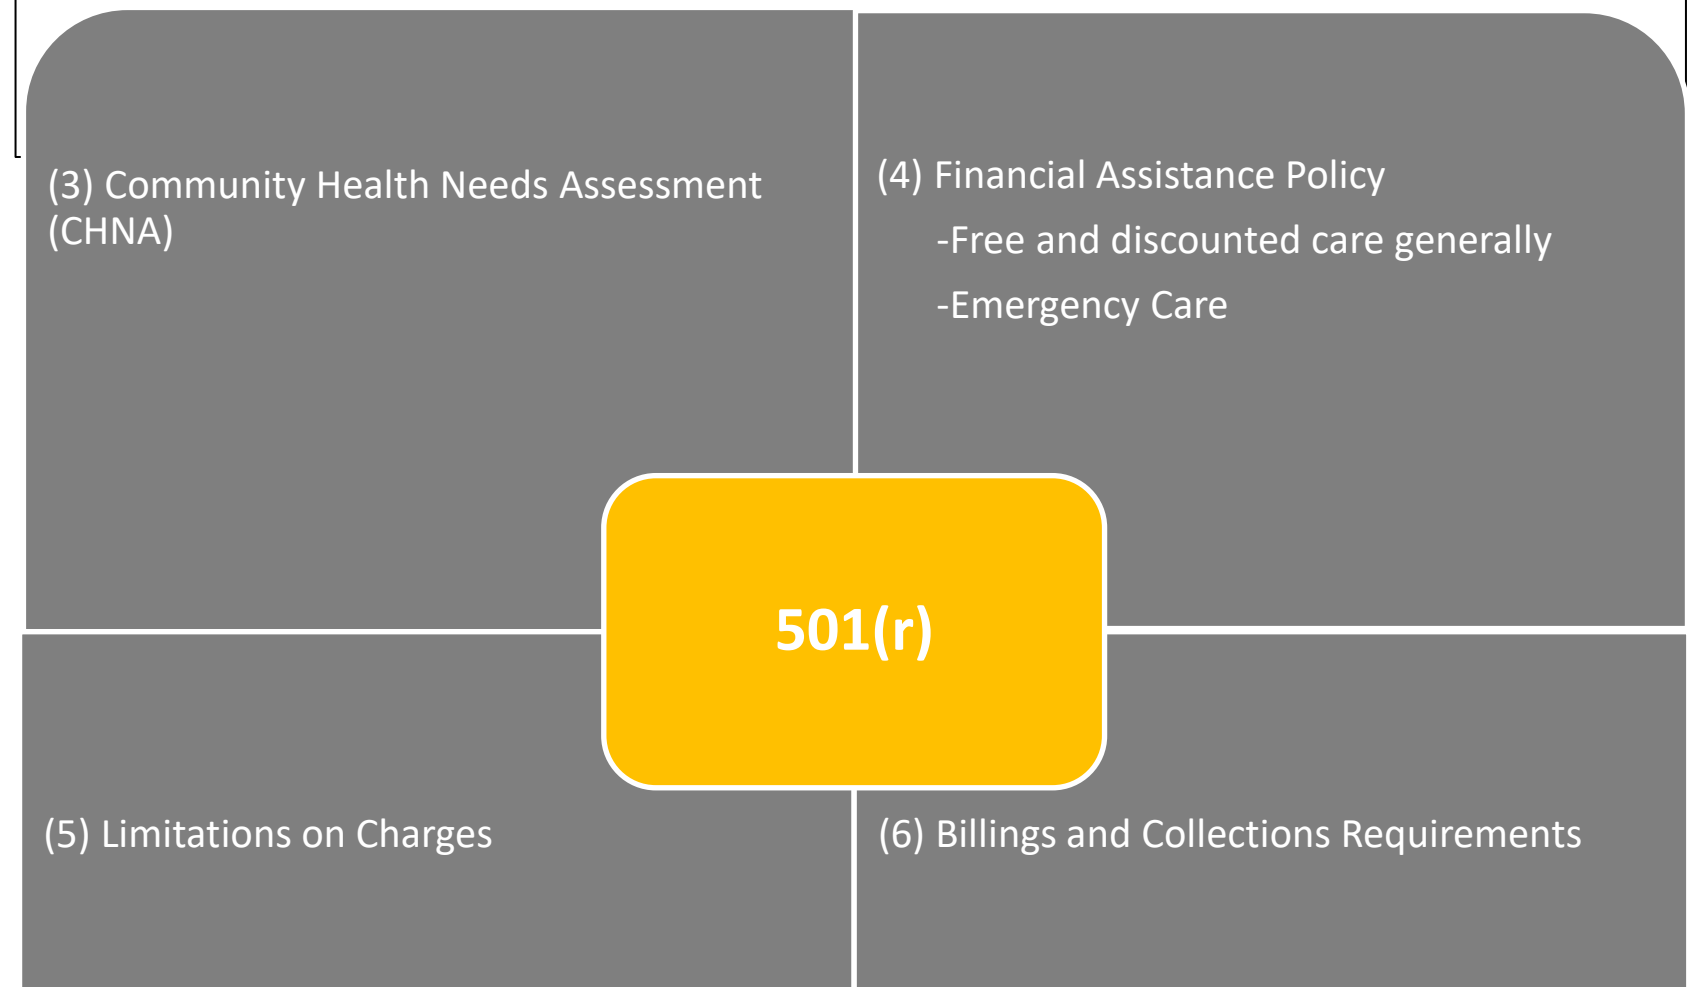 (3) Community Health Needs Assessment
(CHNA)
(4) Financial Assistance Policy
-Free and discounted care generally
-Emergency Care
501(r)
(5) Limitations on Charges
(6) Billings and Collections Requirements